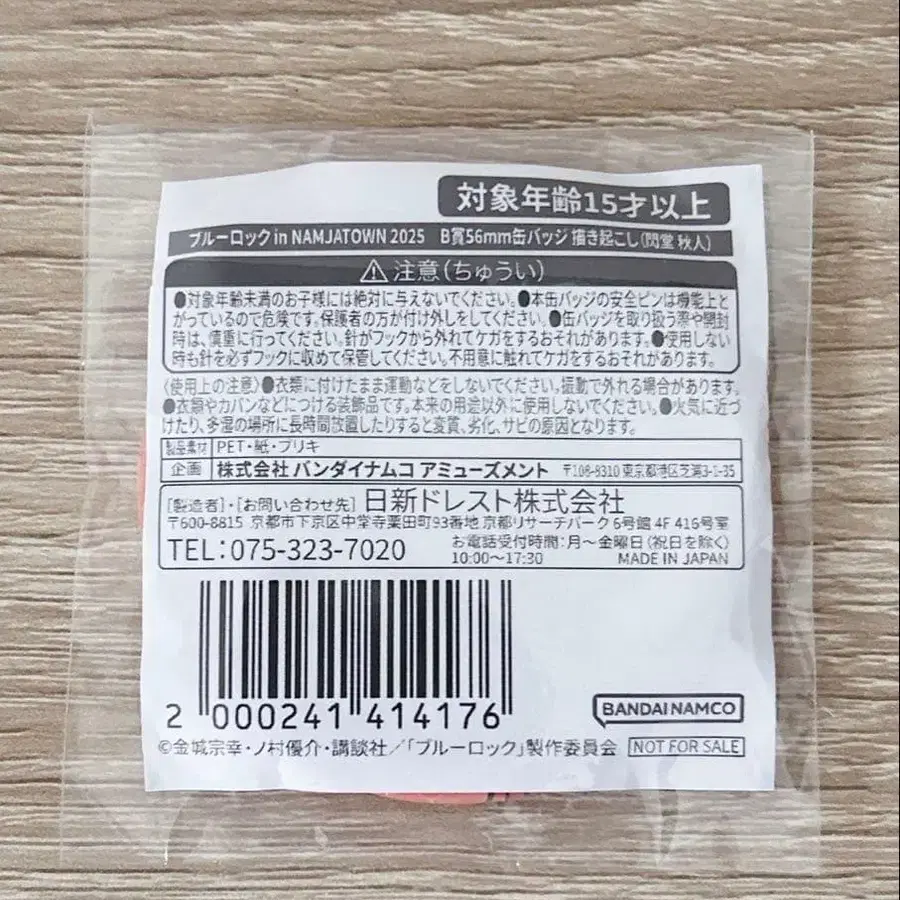 対象年齢15才以上
ブルーロック in NAMJATOWN 2025 B賞56mm缶バッジ 描き起こし(閃堂 秋人)
⚠注意(ちゅうい)
●対象年齢未満のお子様には絶対に与えないでください。●本缶バッジの安全ピンは機能上と
がっているので危険です。保護者の方が付け外しをしてください。●缶バッジを取り扱う際や開封
時は、慎重に行ってください。針がフックから外れてケガをするおそれがあります。●使用しない
時も針を必ずフックに収めて保管してください。不用意に触れてケガをするおそれがあります。
〈使用上の注意〉●衣類に付けたまま運動などをしないでください。振動で外れる場合があります。
●衣類やカバンなどにつける装飾品です。本来の用途以外に使用しないでください。●火気に近づ
けたり、多湿の場所に長時間放置したりすると変質、劣化、サビの原因となります。
製品素材 PET・紙・ブリキ
企画 株式会社 バンダイナムコ アミューズメント 〒108-8310 東京都港区芝浦3-1-35
[製造者]・[お問い合わせ先] 日新ドレスト株式会社
〒600-8815 京都市下京区中堂寺粟田町93番地 京都リサーチパーク 6号館 4F 416号室
TEL:075-323-7020 お電話受付時間:月〜金曜日(祝日を除く)
10:00〜17:30 MADE IN JAPAN
2 000241 414176
BANDAI NAMCO
©金城宗幸・ノ村優介・講談社/「ブルーロック」製作委員会 NOT FOR SALE